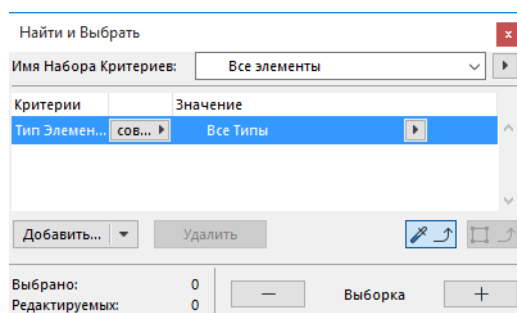 Найти и Выбрать x
Имя Набора Критериев: Все элементы
Критерии Значение
Тип Элемен... сов... Все Типы
Добавить... Удалить
Выбрано: 0
Редактируемых: 0
— Выборка +